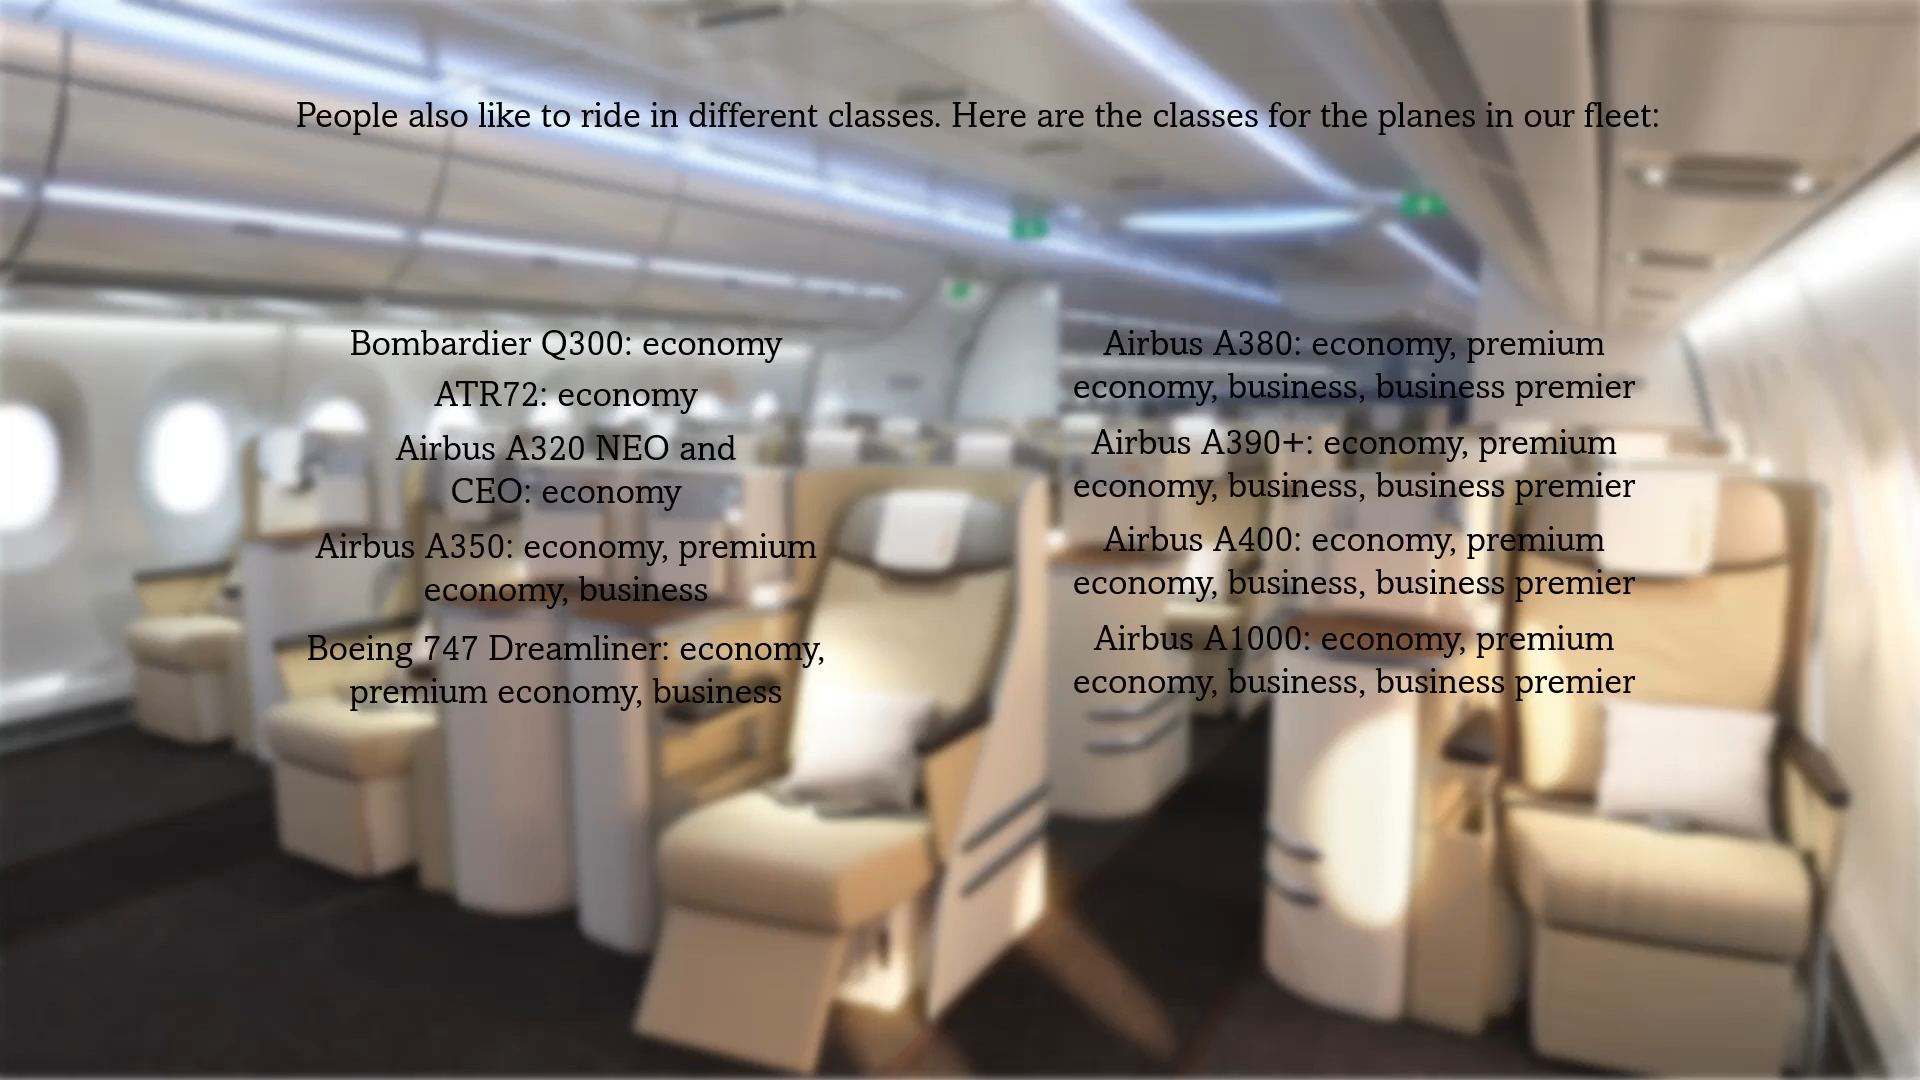 People also like to ride in different classes. Here are the classes for the planes in our fleet:
Bombardier Q300: economy
ATR72: economy
Airbus A320 NEO and
CEO: economy
Airbus A350: economy, premium
economy, business
Boeing 747 Dreamliner: economy,
premium economy, business
Airbus A380: economy, premium
economy, business, business premier
Airbus A390+: economy, premium
economy, business, business premier
Airbus A400: economy, premium
economy, business, business premier
Airbus A1000: economy, premium
economy, business, business premier